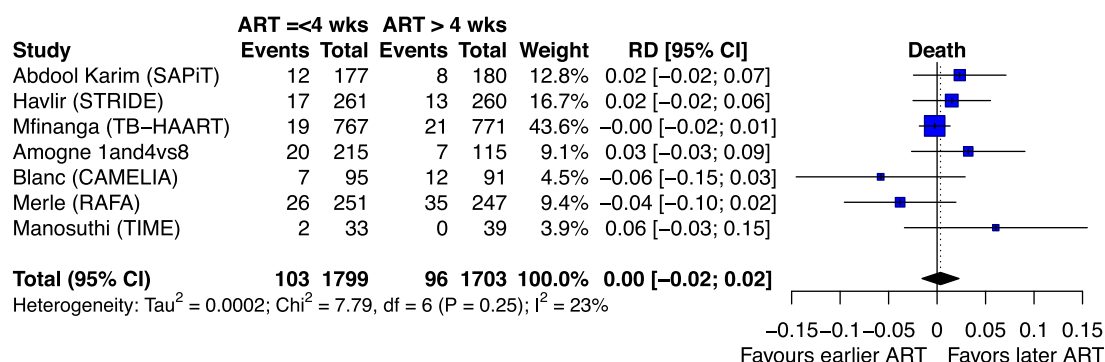 ART =<4 wks ART > 4 wks
Study Events Total Events Total Weight RD [95% CI] Death
Abdool Karim (SAPiT) 12 177 8 180 12.8% 0.02 [−0.02; 0.07]
Havlir (STRIDE) 17 261 13 260 16.7% 0.02 [−0.02; 0.06]
Mfinanga (TB−HAART) 19 767 21 771 43.6% −0.00 [−0.02; 0.01]
Amogne 1and4vs8 20 215 7 115 9.1% 0.03 [−0.03; 0.09]
Blanc (CAMELIA) 7 95 12 91 4.5% −0.06 [−0.15; 0.03]
Merle (RAFA) 26 251 35 247 9.4% −0.04 [−0.10; 0.02]
Manosuthi (TIME) 2 33 0 39 3.9% 0.06 [−0.03; 0.15]
Total (95% CI) 103 1799 96 1703 100.0% 0.00 [−0.02; 0.02]
Heterogeneity: Tau² = 0.0002; Chi² = 7.79, df = 6 (P = 0.25); I² = 23%
−0.15 −0.1 −0.05 0 0.05 0.1 0.15
Favours earlier ART Favors later ART